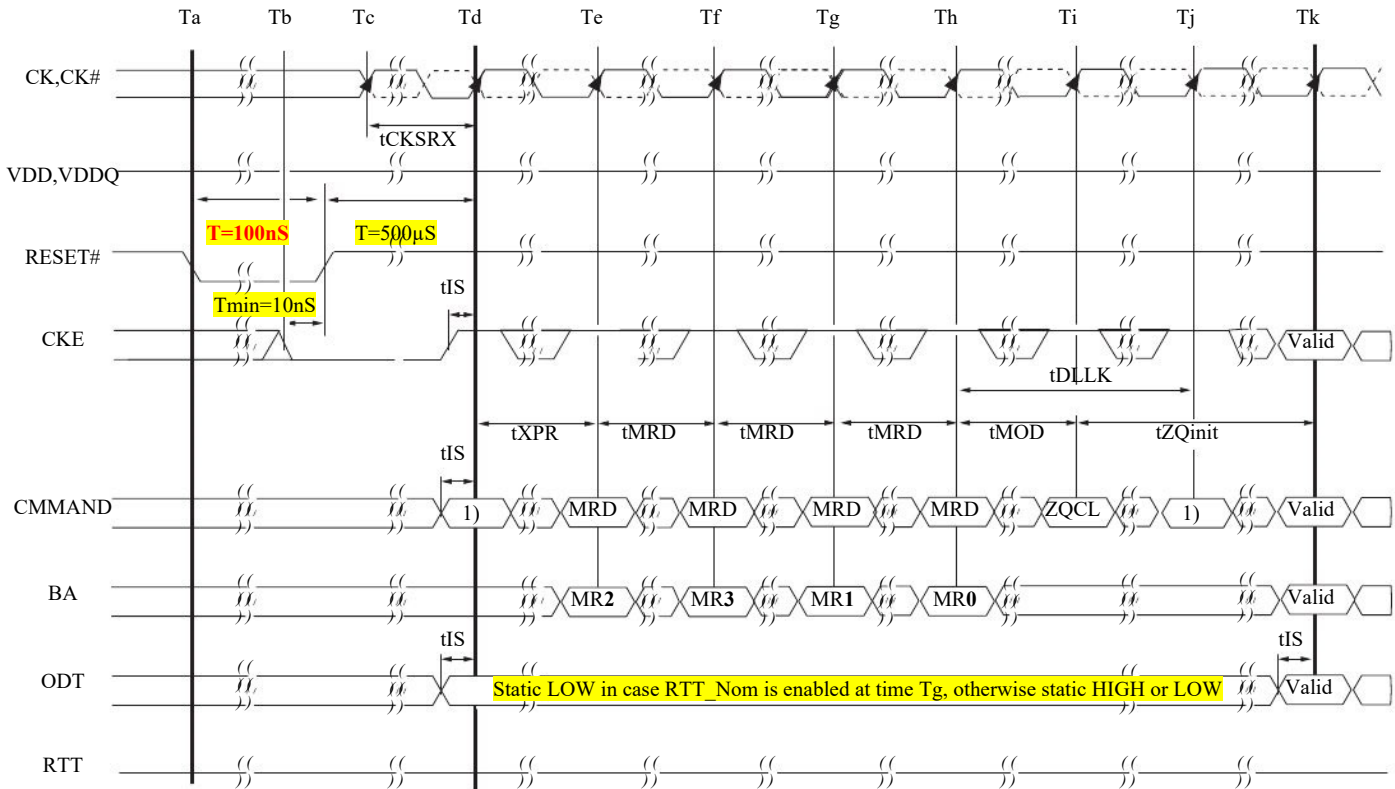 Ta Tb Tc Td Te Tf Tg Th Ti Tj Tk
CK,CK#
tCKSRX
VDD,VDDQ
T=100nS T=500µS
RESET#
Tmin=10nS tIS
CKE Valid
tDLLK
tXPR tMRD tMRD tMRD tMOD tZQinit
tIS
CMMAND 1) MRD MRD MRD MRD ZQCL 1) Valid
BA MR2 MR3 MR1 MR0 Valid
tIS tIS
ODT Static LOW in case RTT_Nom is enabled at time Tg, otherwise static HIGH or LOW Valid
RTT